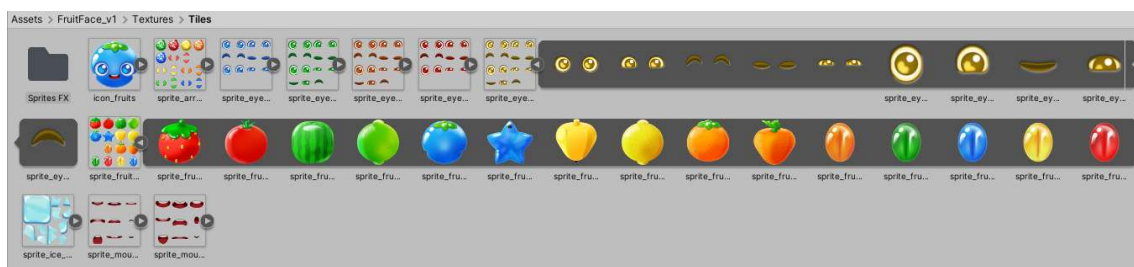 Assets > FruitFace_v1 > Textures > Tiles
Sprites FX icon_fruits sprite_arr... sprite_eye... sprite_eye... sprite_eye... sprite_eye... sprite_eye... sprite_ey... sprite_ey... sprite_ey... sprite_ey...
sprite_ey... sprite_fruit... sprite_fru... sprite_fru... sprite_fru... sprite_fru... sprite_fru... sprite_fru... sprite_fru... sprite_fru... sprite_fru... sprite_fru... sprite_fru... sprite_fru... sprite_fru... sprite_fru... sprite_fru...
sprite_ice_... sprite_mou... sprite_mou...